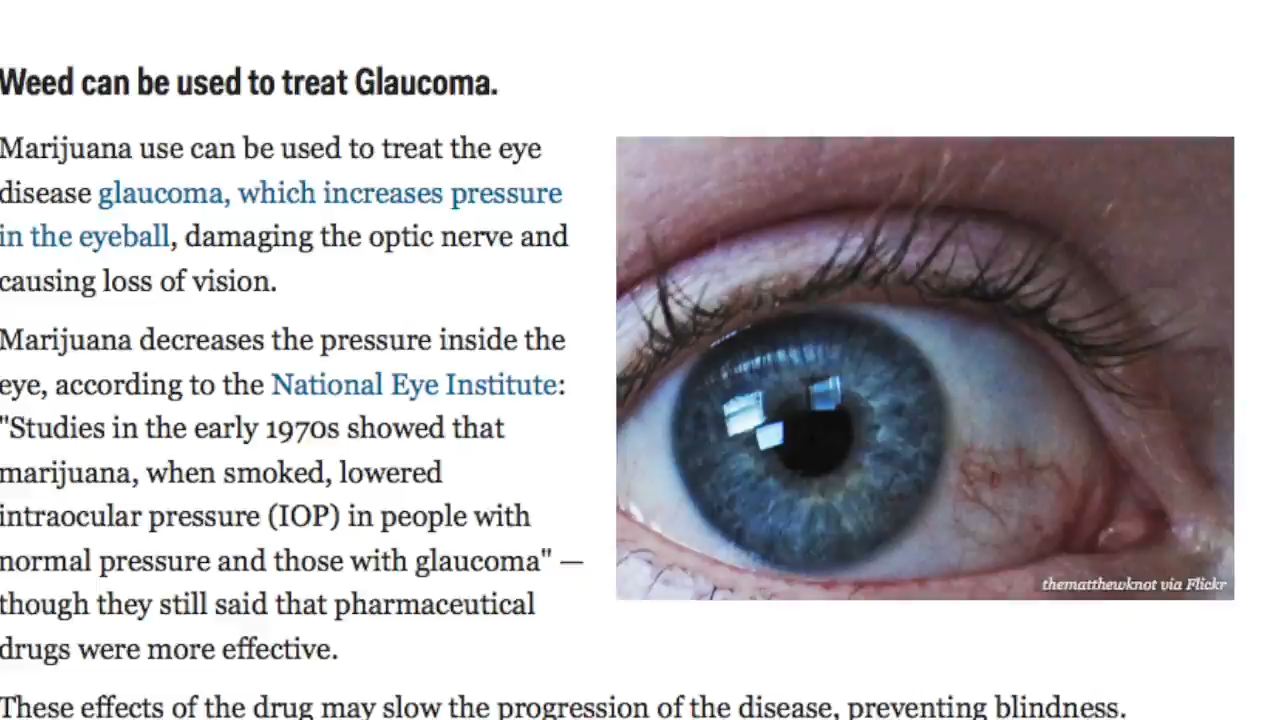 Weed can be used to treat Glaucoma.
Marijuana use can be used to treat the eye
disease glaucoma, which increases pressure
in the eyeball, damaging the optic nerve and
causing loss of vision.
Marijuana decreases the pressure inside the
eye, according to the National Eye Institute:
"Studies in the early 1970s showed that
marijuana, when smoked, lowered
intraocular pressure (IOP) in people with
normal pressure and those with glaucoma" —
though they still said that pharmaceutical
drugs were more effective.
thematthewknot via Flickr
These effects of the drug may slow the progression of the disease, preventing blindness.